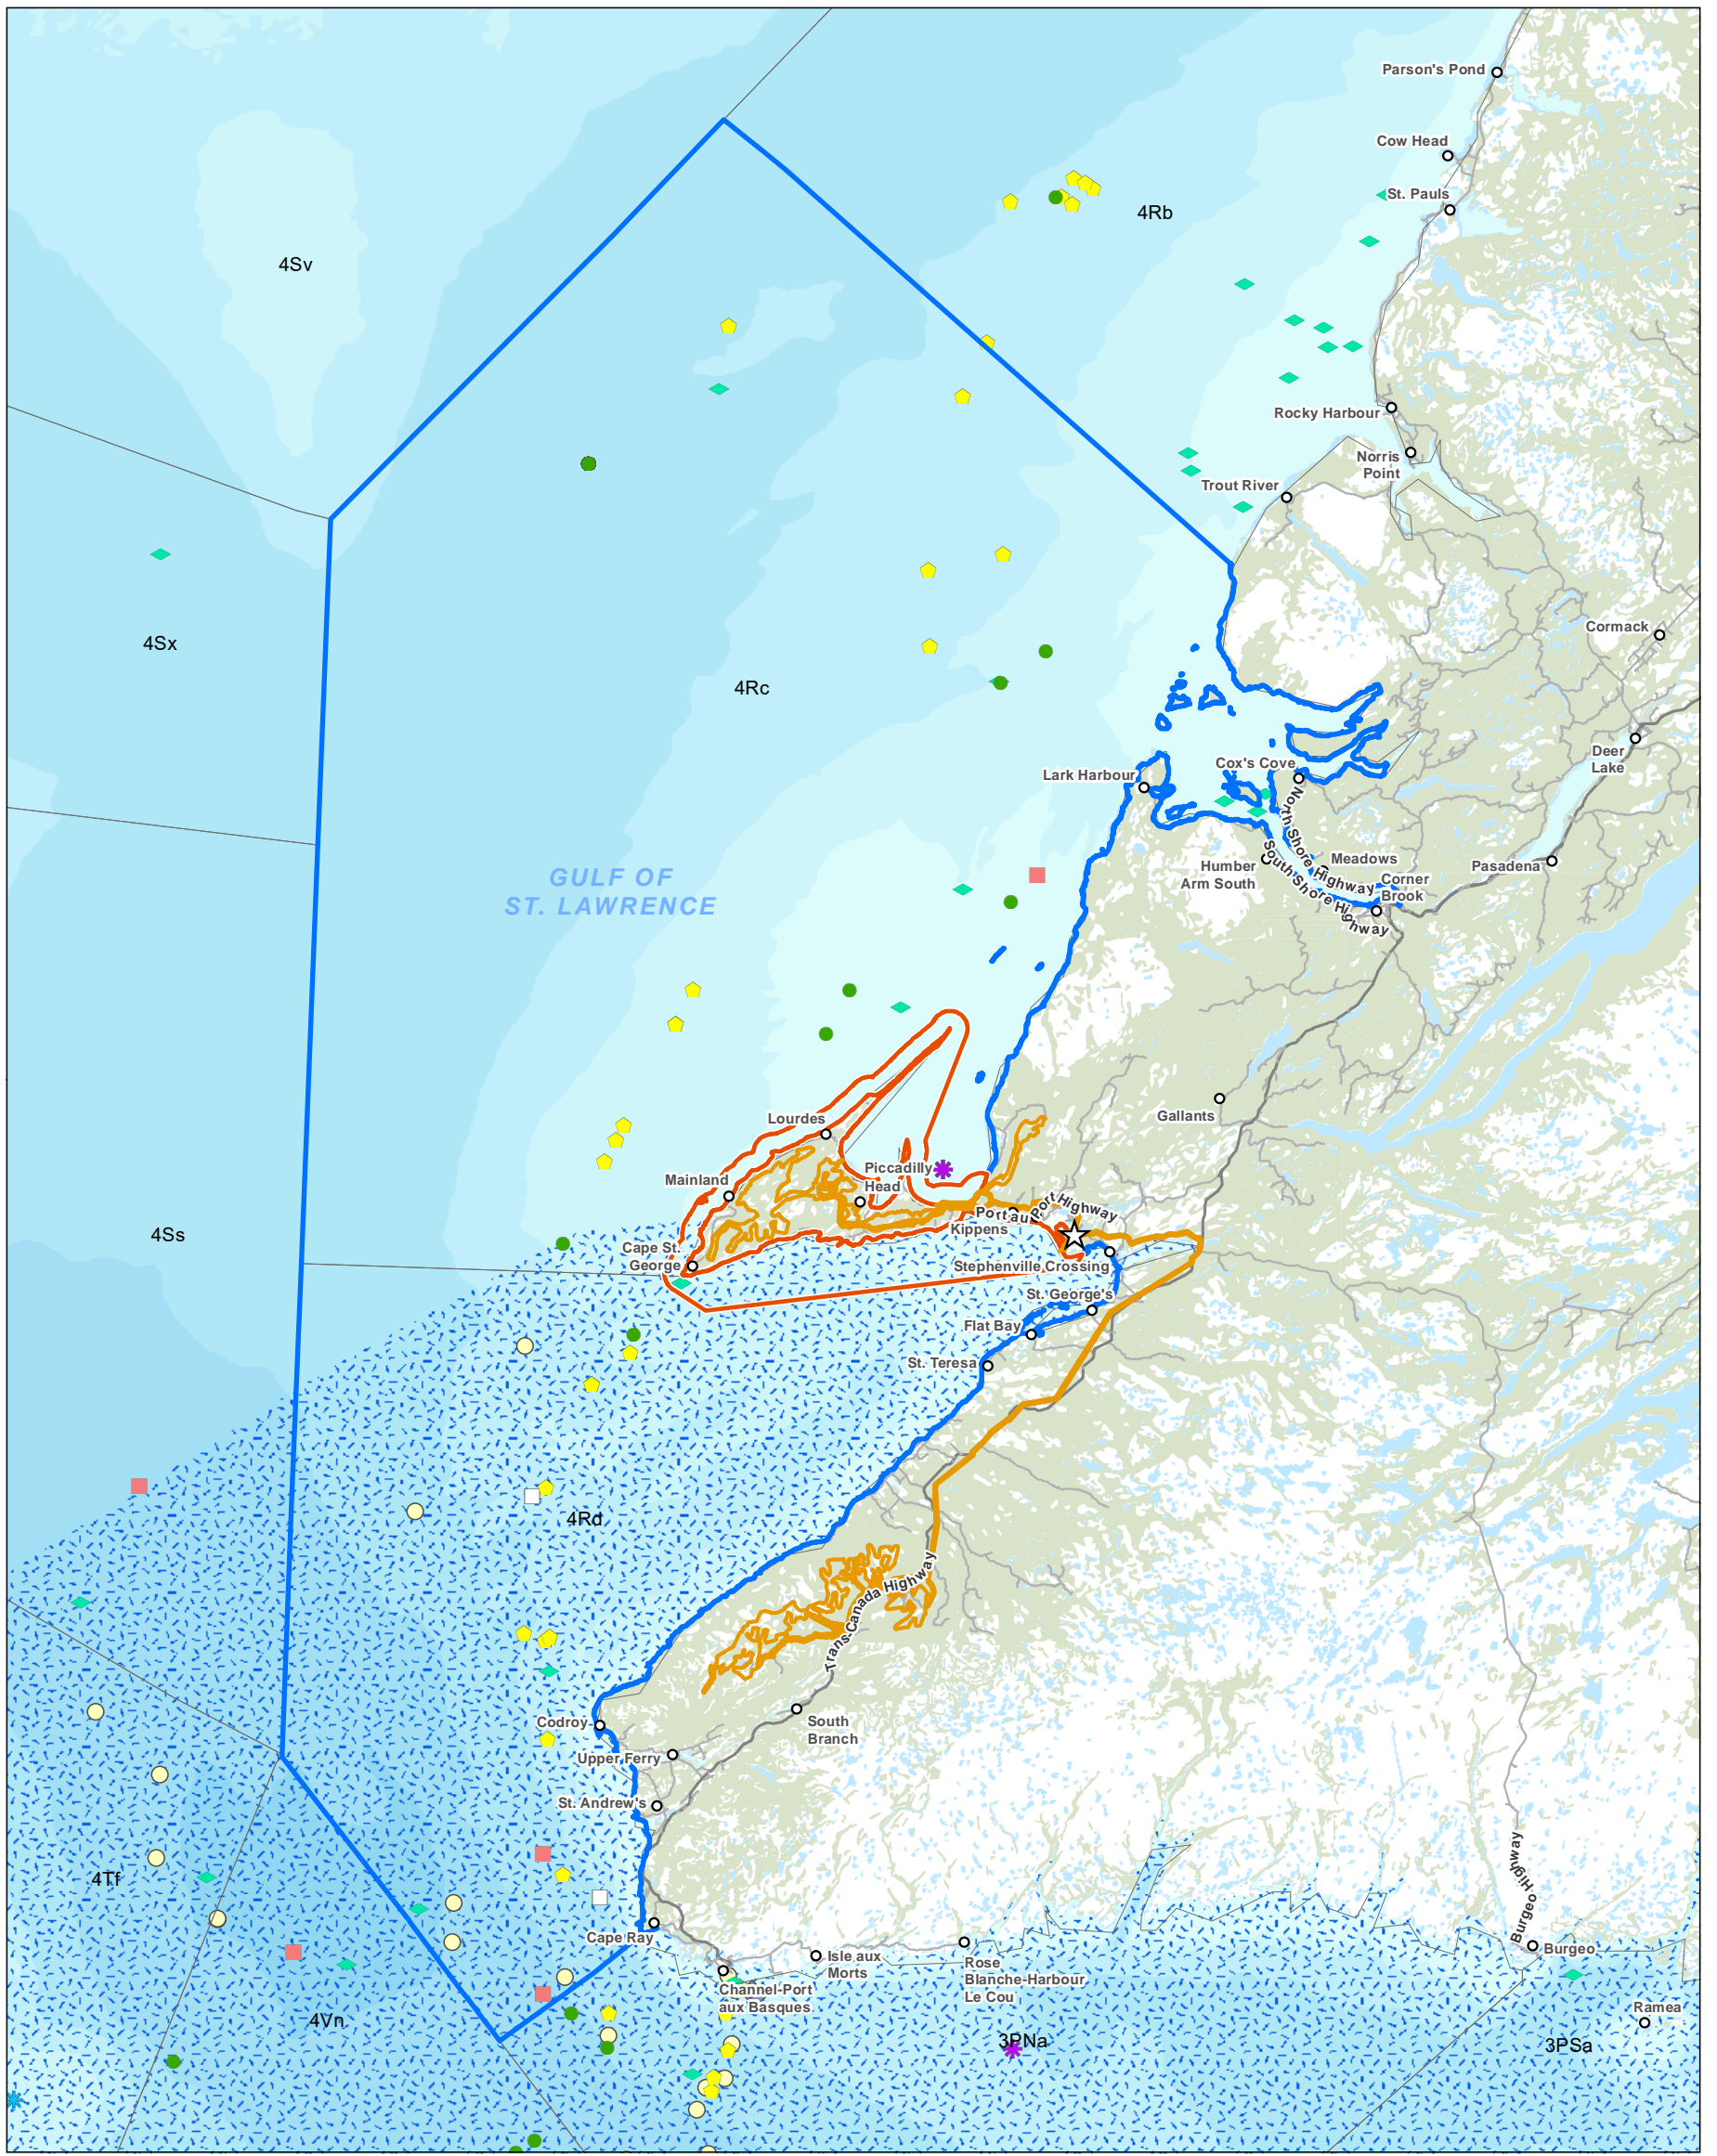 Parson's Pond
Cow Head
St. Pauls
4Rb
4Sv
Rocky Harbour
Norris
Point
Trout River
Cormack
4Sx
4Rc
Deer
Lake
Cox's Cove
Lark Harbour
North Shore Highway
South Shore Highway
Meadows
Humber
Arm South
Corner
Brook
Pasadena
GULF OF
ST. LAWRENCE
Gallants
Lourdes
Piccadilly
Head
Mainland
Port au Port Highway
Kippens
4Ss
Cape St.
George
Stephenville Crossing
St. George's
Flat Bay
St. Teresa
4Rd
Trans-Canada Highway
Codroy
South
Branch
Upper Ferry
St. Andrew's
4Tf
Burgeo Highway
Cape Ray
Isle aux
Morts
Rose
Blanche-Harbour
Le Cou
Burgeo
Channel-Port
aux Basques
4Vn
3PNa
3PSa
Ramea